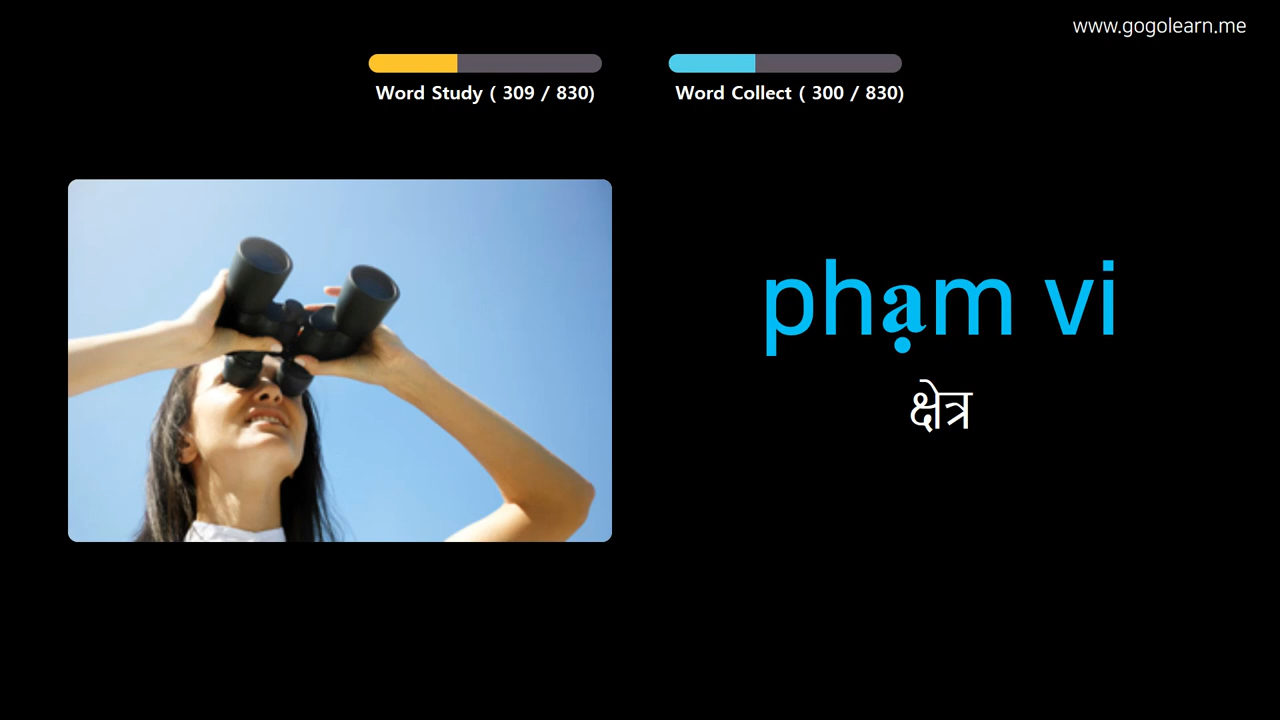 www.gogolearn.me
Word Study ( 309 / 830)
Word Collect ( 300 / 830)
phạm vi
क्षेत्र